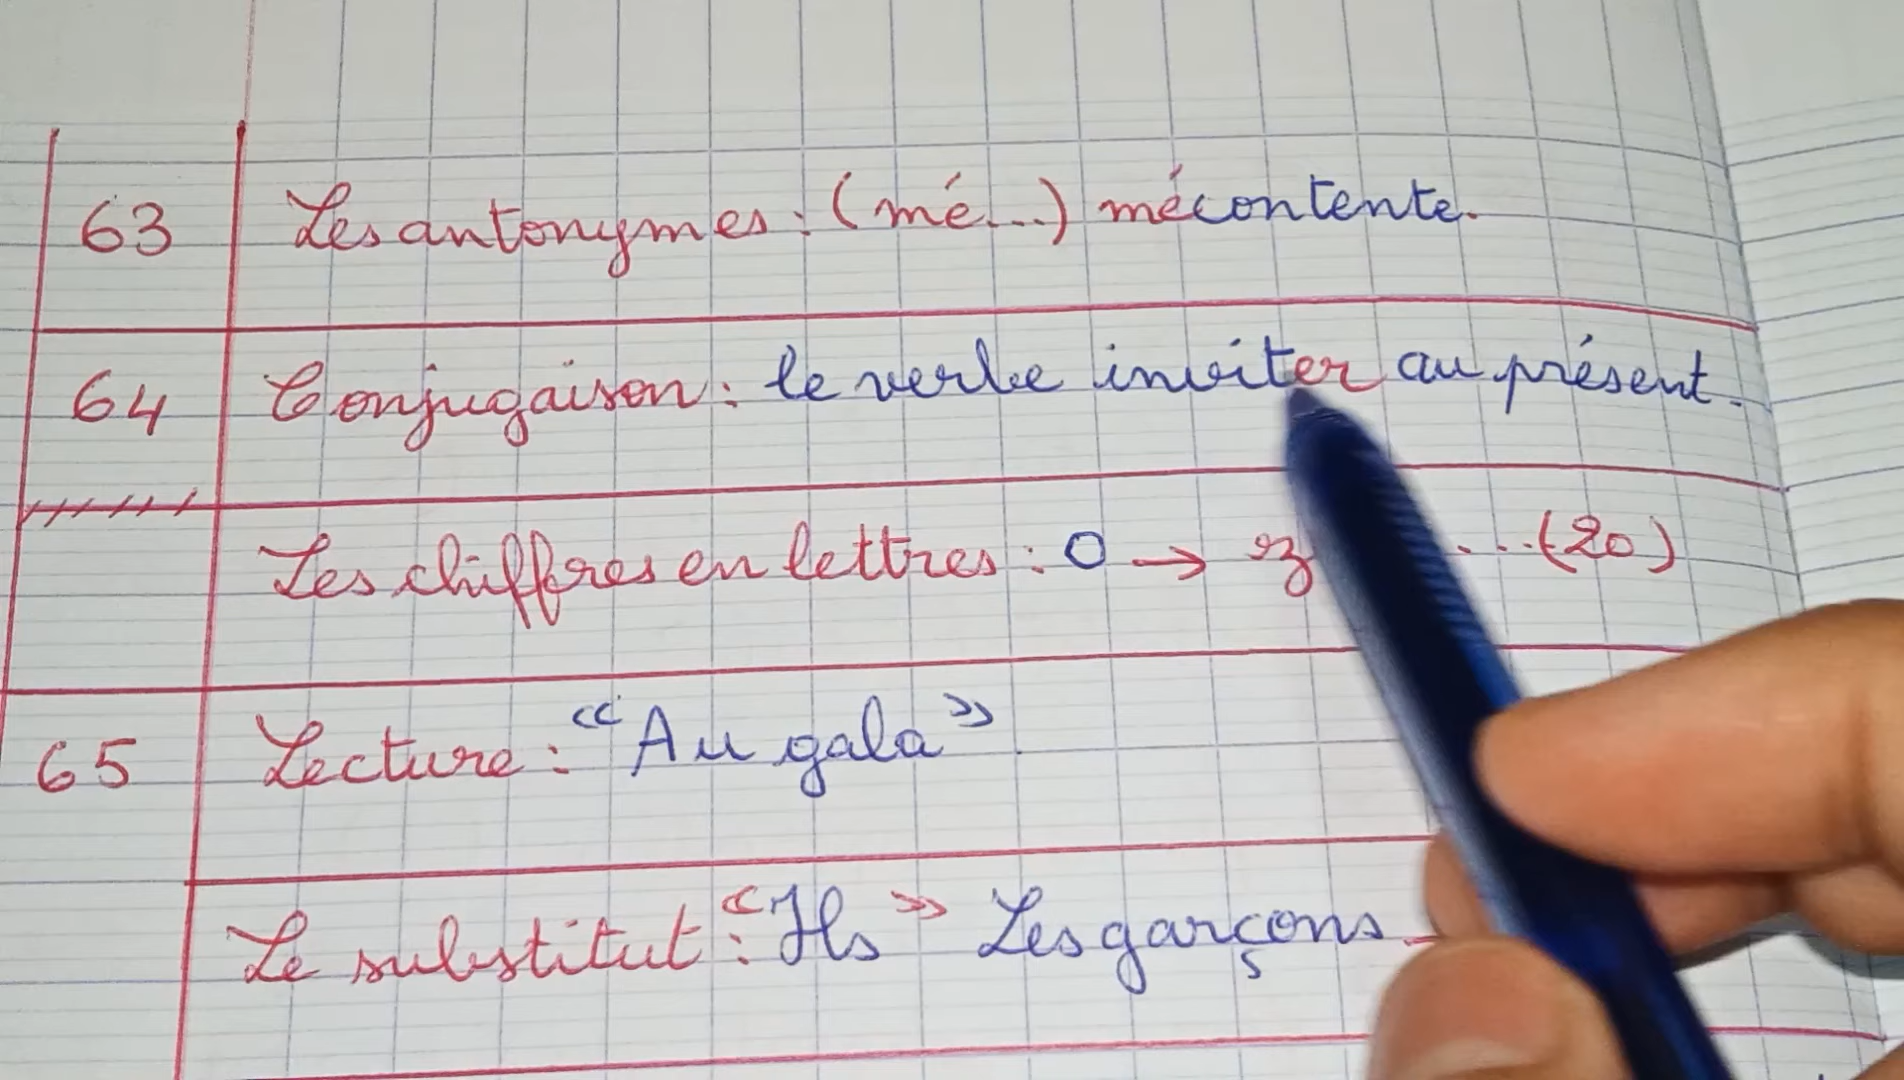 63 Les antonymes : (mé...) mécontente.
64 Conjugaison : le verbe inviter au présent.
Les chiffres en lettres : 0 → z ... (20)
65 Lecture : "Au gala"
Le substitut : "Ils" Les garçons